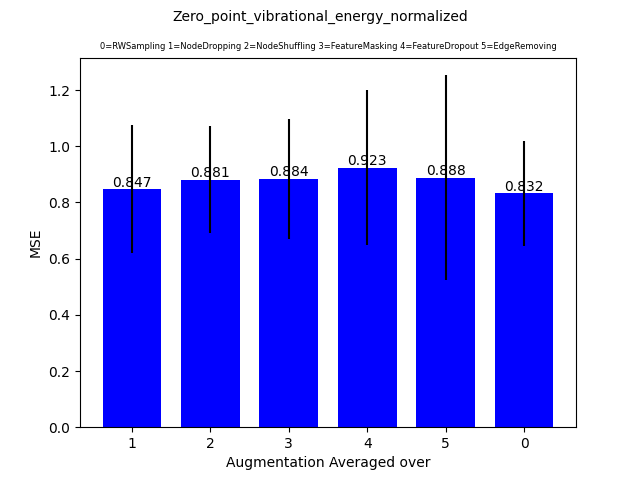 Zero_point_vibrational_energy_normalized
0=RWSampling 1=NodeDropping 2=NodeShuffling 3=FeatureMasking 4=FeatureDropout 5=EdgeRemoving
1.2
1.0
0.8
0.6
0.4
0.2
0.0
MSE
0.847
0.881
0.884
0.923
0.888
0.832
1 2 3 4 5 0
Augmentation Averaged over